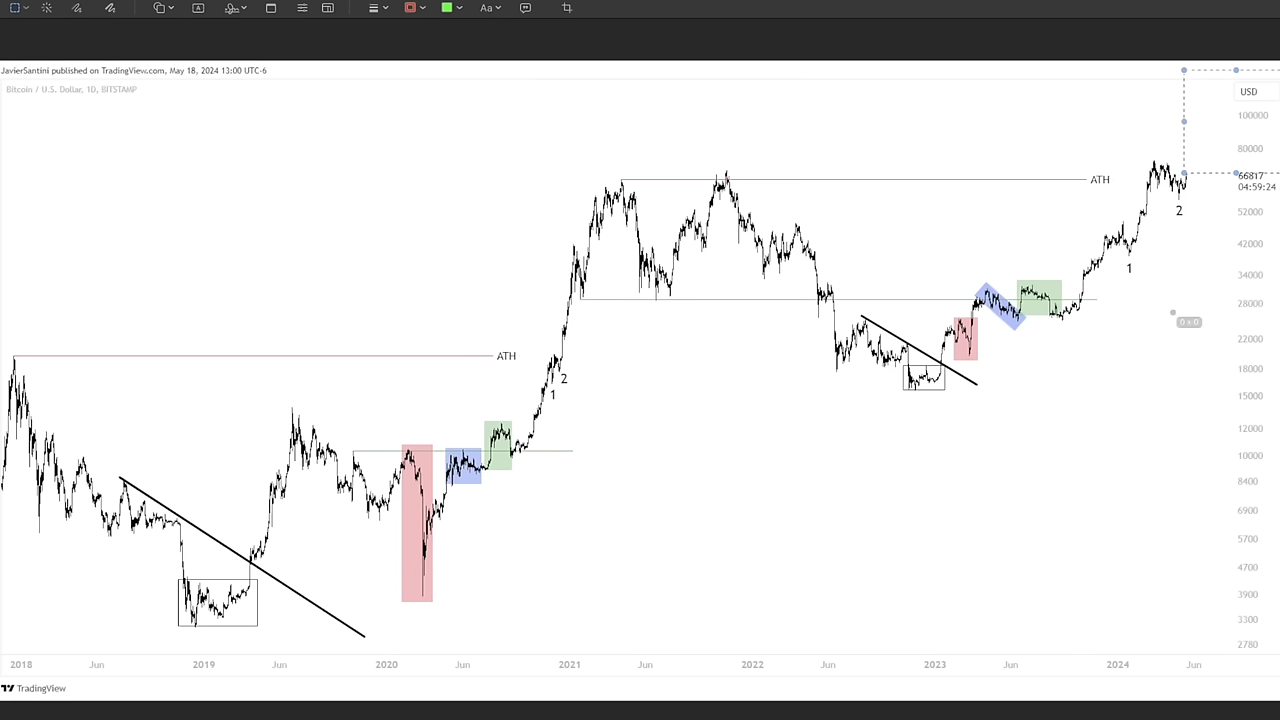 Aa
JavierSantini published on TradingView.com, May 18, 2024 13:00 UTC-6
Bitcoin / U.S. Dollar, 1D, BITSTAMP
USD
100000
80000
ATH
66817
04:59:24
2
52000
42000
1
34000
28000
0 x 0
22000
ATH
18000
2
1
15000
12000
10000
8400
6900
5700
4700
3900
3300
2780
2018 Jun 2019 Jun 2020 Jun 2021 Jun 2022 Jun 2023 Jun 2024 Jun
TradingView